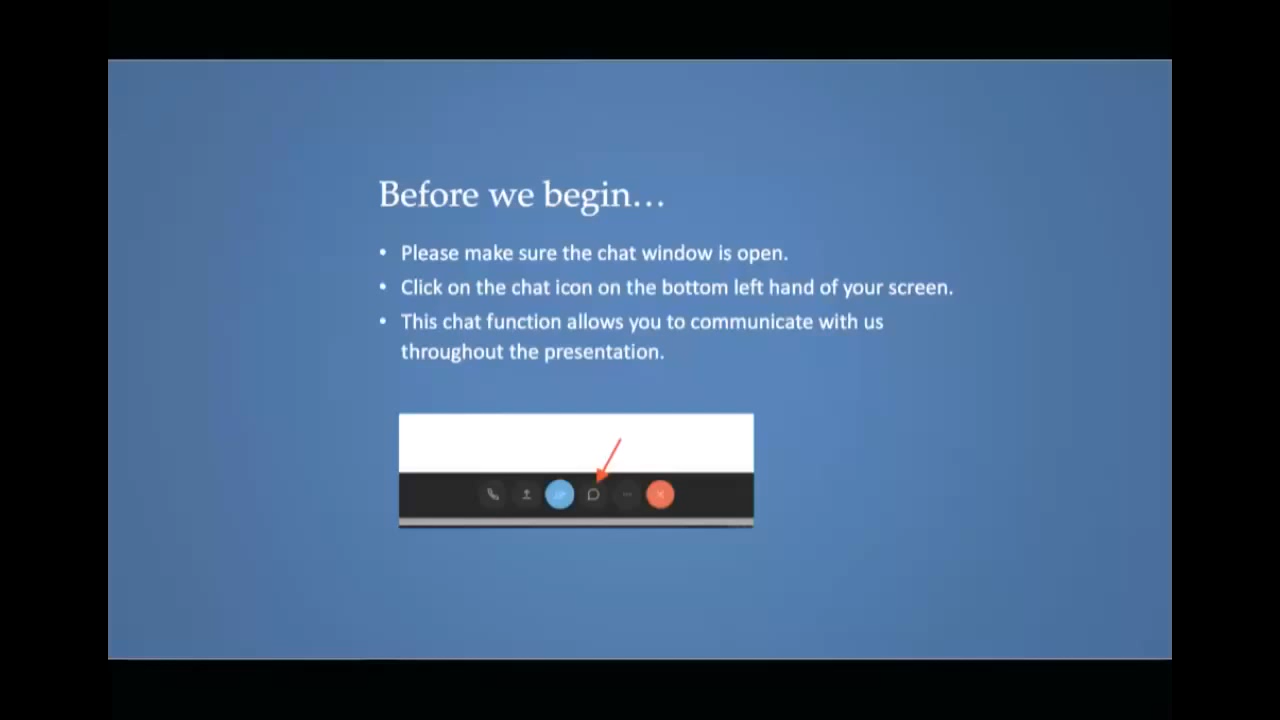 Before we begin...
• Please make sure the chat window is open.
• Click on the chat icon on the bottom left hand of your screen.
• This chat function allows you to communicate with us
throughout the presentation.